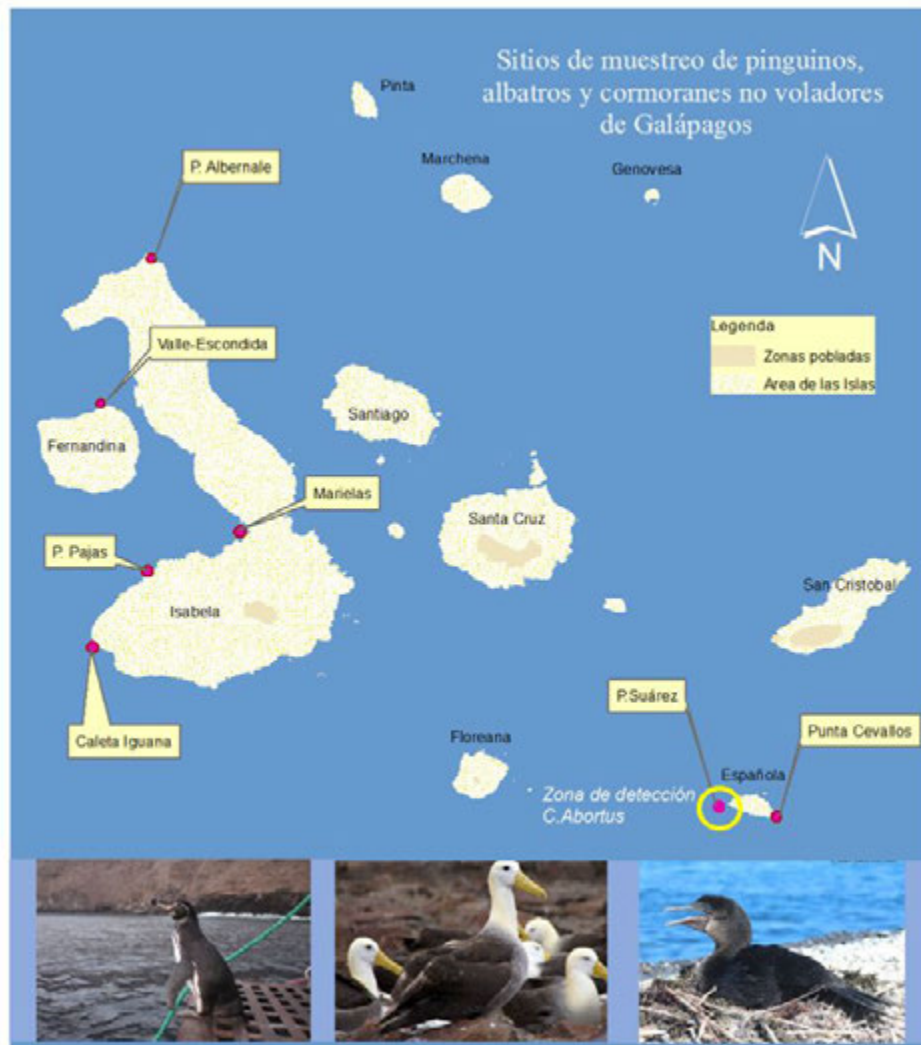 Sitios de muestreo de pinguinos,
albatros y cormoranes no voladores
de Galápagos
Pinta
Marchena
Genovesa
P. Albernale
N
Legenda
Zonas pobladas
Area de las Islas
Valle-Escondida
Santiago
Fernandina
Marielas
Santa Cruz
P. Pajas
San Cristobal
Isabela
P.Suárez
Caleta Iguana
Floreana
Punta Cevallos
Española
Zona de detección
C.Abortus